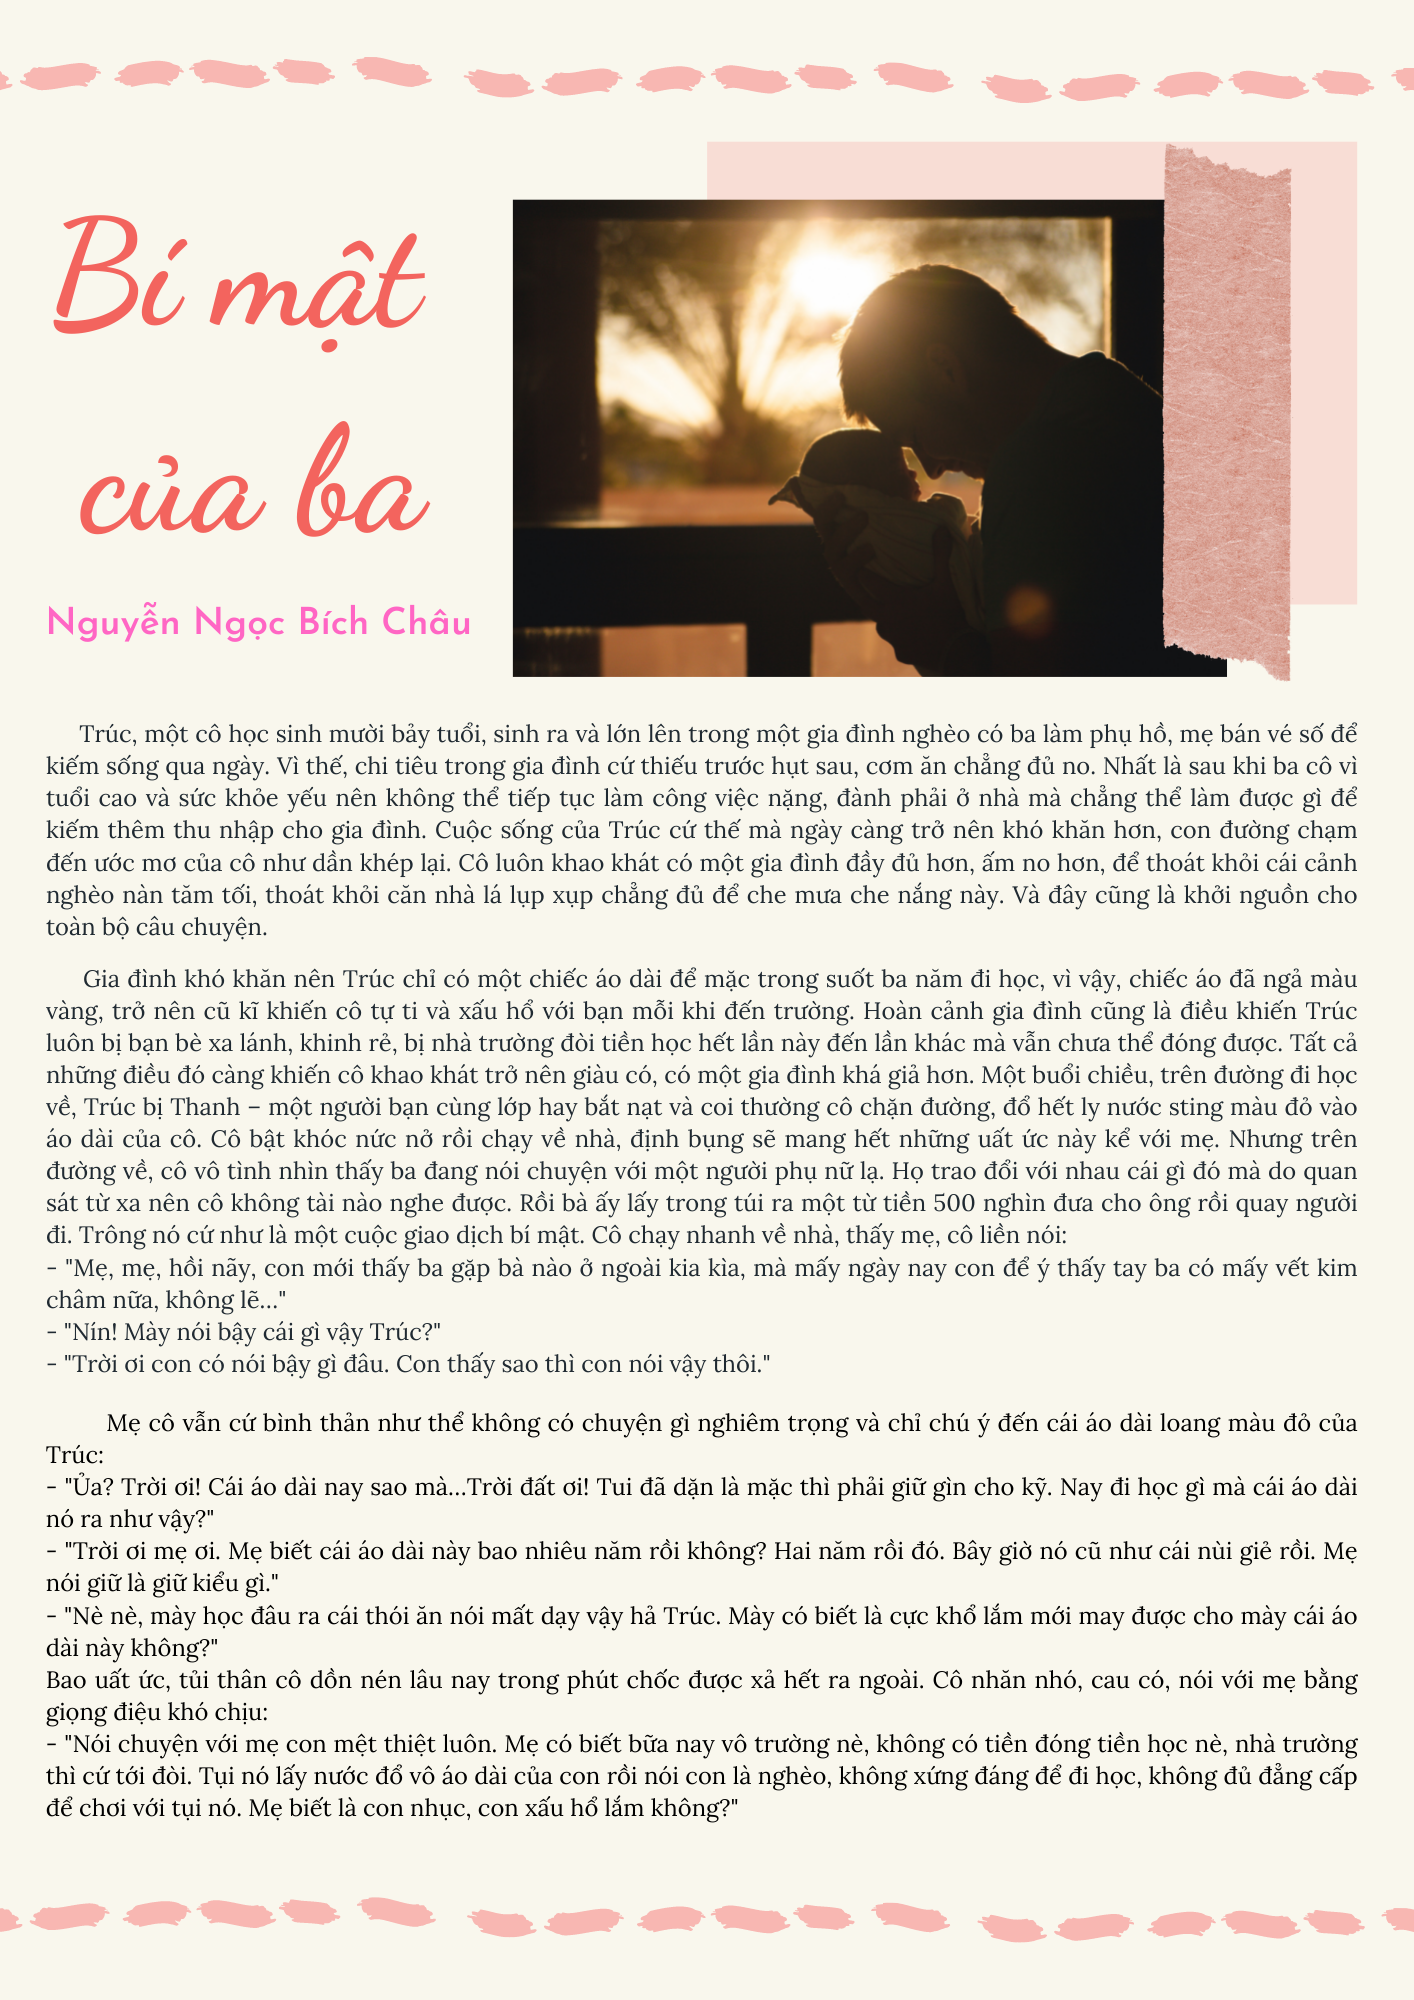 Bí mật
của ba
Nguyễn Ngọc Bích Châu
Trúc, một cô học sinh mười bảy tuổi, sinh ra và lớn lên trong một gia đình nghèo có ba làm phụ hồ, mẹ bán vé số để
kiếm sống qua ngày. Vì thế, chi tiêu trong gia đình cứ thiếu trước hụt sau, cơm ăn chẳng đủ no. Nhất là sau khi ba cô vì
tuổi cao và sức khỏe yếu nên không thể tiếp tục làm công việc nặng, đành phải ở nhà mà chẳng thể làm được gì để
kiếm thêm thu nhập cho gia đình. Cuộc sống của Trúc cứ thế mà ngày càng trở nên khó khăn hơn, con đường chạm
đến ước mơ của cô như dần khép lại. Cô luôn khao khát có một gia đình đầy đủ hơn, ấm no hơn, để thoát khỏi cái cảnh
nghèo nàn tăm tối, thoát khỏi căn nhà lá lụp xụp chẳng đủ để che mưa che nắng này. Và đây cũng là khởi nguồn cho
toàn bộ câu chuyện.
Gia đình khó khăn nên Trúc chỉ có một chiếc áo dài để mặc trong suốt ba năm đi học, vì vậy, chiếc áo đã ngả màu
vàng, trở nên cũ kĩ khiến cô tự ti và xấu hổ với bạn mỗi khi đến trường. Hoàn cảnh gia đình cũng là điều khiến Trúc
luôn bị bạn bè xa lánh, khinh rẻ, bị nhà trường đòi tiền học hết lần này đến lần khác mà vẫn chưa thể đóng được. Tất cả
những điều đó càng khiến cô khao khát trở nên giàu có, có một gia đình khá giả hơn. Một buổi chiều, trên đường đi học
về, Trúc bị Thanh – một người bạn cùng lớp hay bắt nạt và coi thường cô chặn đường, đổ hết ly nước sting màu đỏ vào
áo dài của cô. Cô bật khóc nức nở rồi chạy về nhà, định bụng sẽ mang hết những uất ức này kể với mẹ. Nhưng trên
đường về, cô vô tình nhìn thấy ba đang nói chuyện với một người phụ nữ lạ. Họ trao đổi với nhau cái gì đó mà do quan
sát từ xa nên cô không tài nào nghe được. Rồi bà ấy lấy trong túi ra một từ tiền 500 nghìn đưa cho ông rồi quay người
đi. Trông nó cứ như là một cuộc giao dịch bí mật. Cô chạy nhanh về nhà, thấy mẹ, cô liền nói:
- "Mẹ, mẹ, hồi nãy, con mới thấy ba gặp bà nào ở ngoài kia kìa, mà mấy ngày nay con để ý thấy tay ba có mấy vết kim
châm nữa, không lẽ..."
- "Nín! Mày nói bậy cái gì vậy Trúc?"
- "Trời ơi con có nói bậy gì đâu. Con thấy sao thì con nói vậy thôi."
Mẹ cô vẫn cứ bình thản như thể không có chuyện gì nghiêm trọng và chỉ chú ý đến cái áo dài loang màu đỏ của
Trúc:
- "Ủa? Trời ơi! Cái áo dài nay sao mà...Trời đất ơi! Tui đã dặn là mặc thì phải giữ gìn cho kỹ. Nay đi học gì mà cái áo dài
nó ra như vậy?"
- "Trời ơi mẹ ơi. Mẹ biết cái áo dài này bao nhiêu năm rồi không? Hai năm rồi đó. Bây giờ nó cũ như cái nùi giẻ rồi. Mẹ
nói giữ là giữ kiểu gì."
- "Nè nè, mày học đâu ra cái thói ăn nói mất dạy vậy hả Trúc. Mày có biết là cực khổ lắm mới may được cho mày cái áo
dài này không?"
Bao uất ức, tủi thân cô dồn nén lâu nay trong phút chốc được xả hết ra ngoài. Cô nhăn nhó, cau có, nói với mẹ bằng
giọng điệu khó chịu:
- "Nói chuyện với mẹ con mệt thiệt luôn. Mẹ có biết bữa nay vô trường nè, không có tiền đóng tiền học nè, nhà trường
thì cứ tới đòi. Tụi nó lấy nước đổ vô áo dài của con rồi nói con là nghèo, không xứng đáng để đi học, không đủ đẳng cấp
để chơi với tụi nó. Mẹ biết là con nhục, con xấu hổ lắm không?"